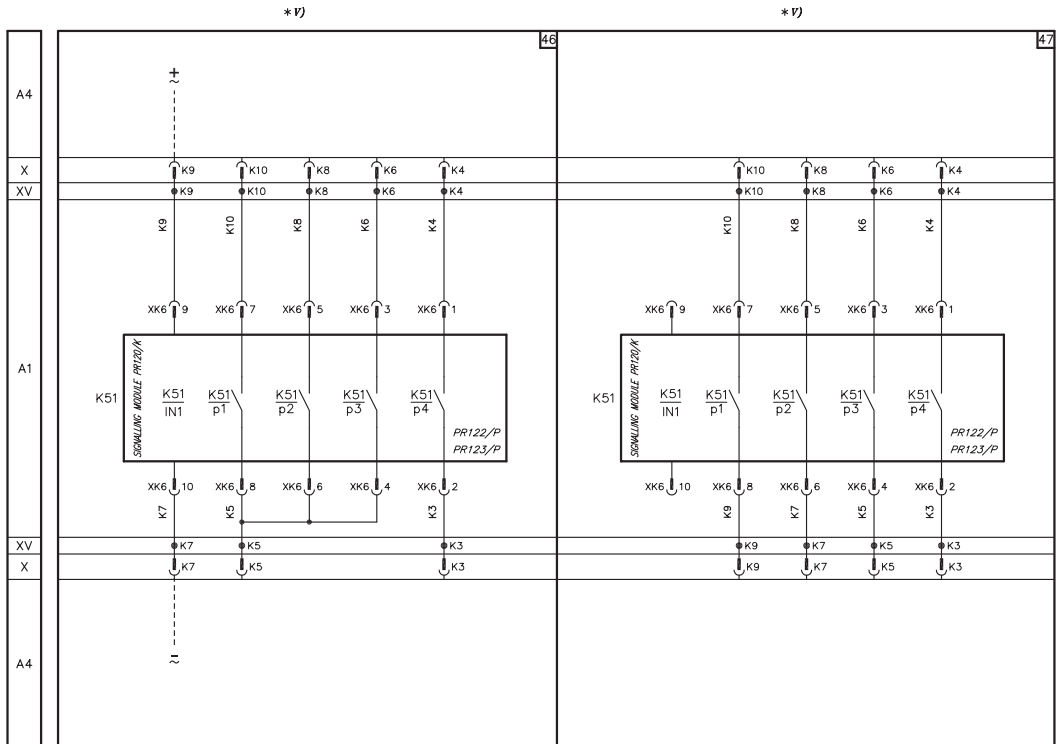 *V) *V)
46 47
A4
+
~
X K9 K10 K8 K6 K4 K10 K8 K6 K4
XV K9 K10 K8 K6 K4 K10 K8 K6 K4
K9 K10 K8 K6 K4 K10 K8 K6 K4
XK6 9 XK6 7 XK6 5 XK6 3 XK6 1 XK6 9 XK6 7 XK6 5 XK6 3 XK6 1
A1
K51
SIGNALLING MODULE PR120/K
K51 K51 K51 K51 K51
IN1 p1 p2 p3 p4
PR122/P
PR123/P
K51
SIGNALLING MODULE PR120/K
K51 K51 K51 K51 K51
IN1 p1 p2 p3 p4
PR122/P
PR123/P
XK6 10 XK6 8 XK6 6 XK6 4 XK6 2 XK6 10 XK6 8 XK6 6 XK6 4 XK6 2
K7 K5 K3 K9 K7 K5 K3
XV K7 K5 K3 K9 K7 K5 K3
X K7 K5 K3 K9 K7 K5 K3
A4
-
~